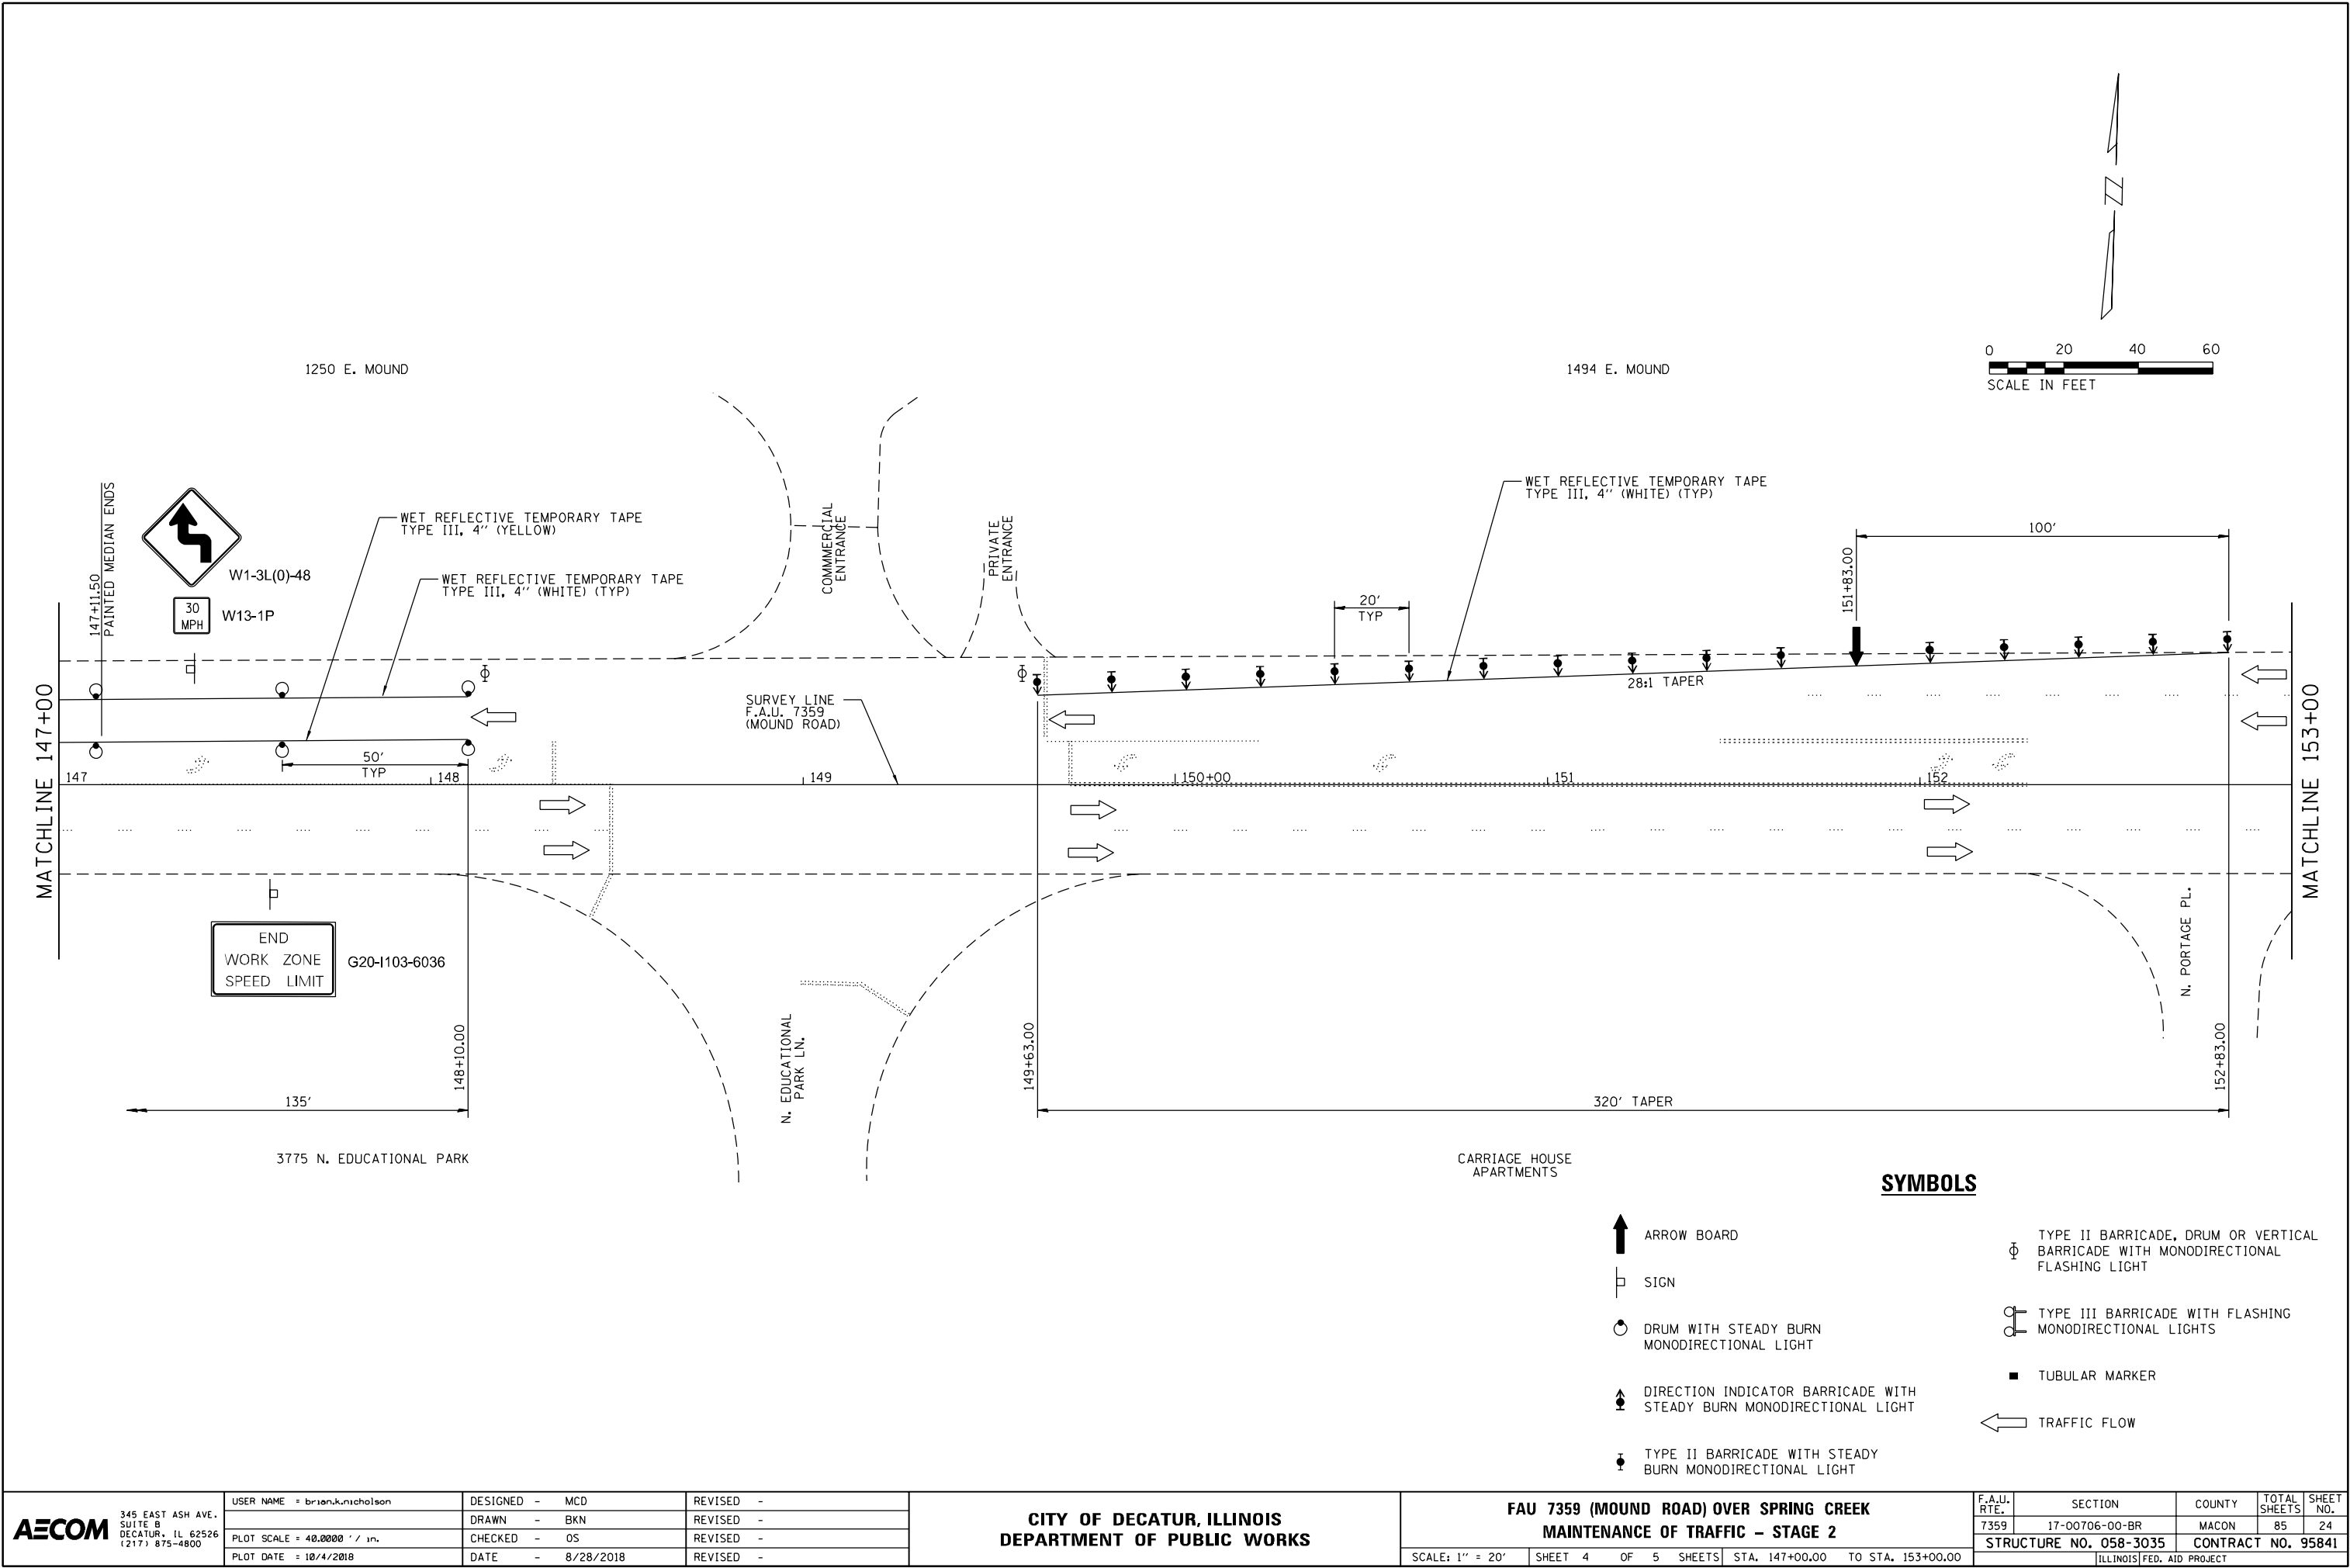 1250 E. MOUND
1494 E. MOUND
0 20 40 60
SCALE IN FEET
N
147+11.50
PAINTED MEDIAN ENDS
W1-3L(0)-48
30
MPH
W13-1P
WET REFLECTIVE TEMPORARY TAPE
TYPE III, 4'' (YELLOW)
WET REFLECTIVE TEMPORARY TAPE
TYPE III, 4'' (WHITE) (TYP)
COMMMERCIAL
ENTRANCE
PRIVATE
ENTRANCE
WET REFLECTIVE TEMPORARY TAPE
TYPE III, 4'' (WHITE) (TYP)
20'
TYP
151+83.00
100'
28:1 TAPER
SURVEY LINE
F.A.U. 7359
(MOUND ROAD)
MATCHLINE 147+00
MATCHLINE 153+00
50'
TYP
147
148
149
150+00
151
152
END
WORK ZONE
SPEED LIMIT
G20-I103-6036
148+10.00
135'
N. EDUCATIONAL
PARK LN.
149+63.00
320' TAPER
152+83.00
N. PORTAGE PL.
3775 N. EDUCATIONAL PARK
CARRIAGE HOUSE
APARTMENTS
SYMBOLS
ARROW BOARD
SIGN
DRUM WITH STEADY BURN
MONODIRECTIONAL LIGHT
DIRECTION INDICATOR BARRICADE WITH
STEADY BURN MONODIRECTIONAL LIGHT
TYPE II BARRICADE WITH STEADY
BURN MONODIRECTIONAL LIGHT
TYPE II BARRICADE, DRUM OR VERTICAL
BARRICADE WITH MONODIRECTIONAL
FLASHING LIGHT
TYPE III BARRICADE WITH FLASHING
MONODIRECTIONAL LIGHTS
TUBULAR MARKER
TRAFFIC FLOW
AECOM
345 EAST ASH AVE.
SUITE B
DECATUR, IL 62526
(217) 875-4800
USER NAME = brian.k.nicholson
PLOT SCALE = 40.0000 ' / in.
PLOT DATE = 10/4/2018
DESIGNED - MCD
DRAWN - BKN
CHECKED - OS
DATE - 8/28/2018
REVISED -
REVISED -
REVISED -
REVISED -
CITY OF DECATUR, ILLINOIS
DEPARTMENT OF PUBLIC WORKS
FAU 7359 (MOUND ROAD) OVER SPRING CREEK
MAINTENANCE OF TRAFFIC – STAGE 2
SCALE: 1'' = 20' SHEET 4 OF 5 SHEETS STA. 147+00.00 TO STA. 153+00.00
F.A.U. RTE. SECTION COUNTY TOTAL SHEETS SHEET NO.
7359 17-00706-00-BR MACON 85 24
STRUCTURE NO. 058-3035 CONTRACT NO. 95841
ILLINOIS FED. AID PROJECT